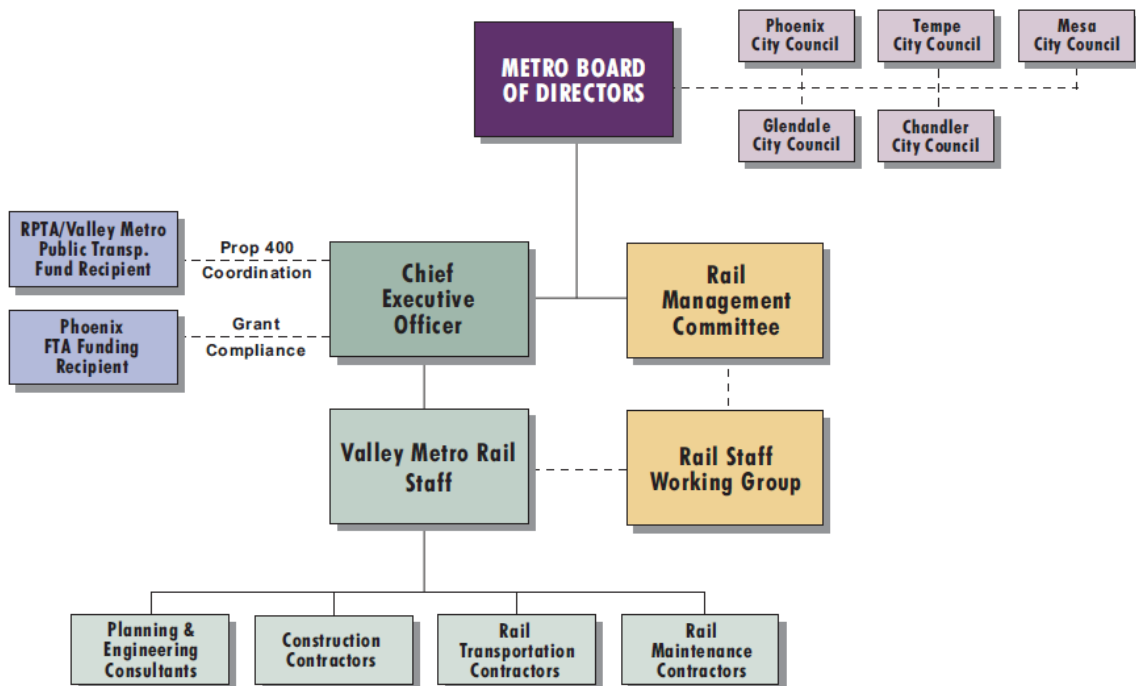 METRO BOARD
OF DIRECTORS
Phoenix
City Council
Tempe
City Council
Mesa
City Council
Glendale
City Council
Chandler
City Council
RPTA/Valley Metro
Public Transp.
Fund Recipient
Prop 400
Coordination
Phoenix
FTA Funding
Recipient
Grant
Compliance
Chief
Executive
Officer
Rail
Management
Committee
Valley Metro Rail
Staff
Rail Staff
Working Group
Planning &
Engineering
Consultants
Construction
Contractors
Rail
Transportation
Contractors
Rail
Maintenance
Contractors